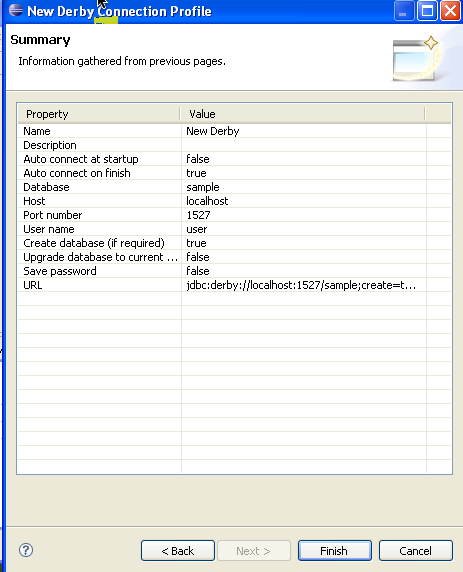 New Derby Connection Profile
Summary
Information gathered from previous pages.
Property Value
Name New Derby
Description
Auto connect at startup false
Auto connect on finish true
Database sample
Host localhost
Port number 1527
User name user
Create database (if required) true
Upgrade database to current ... false
Save password false
URL jdbc:derby://localhost:1527/sample;create=t...
? < Back Next > Finish Cancel